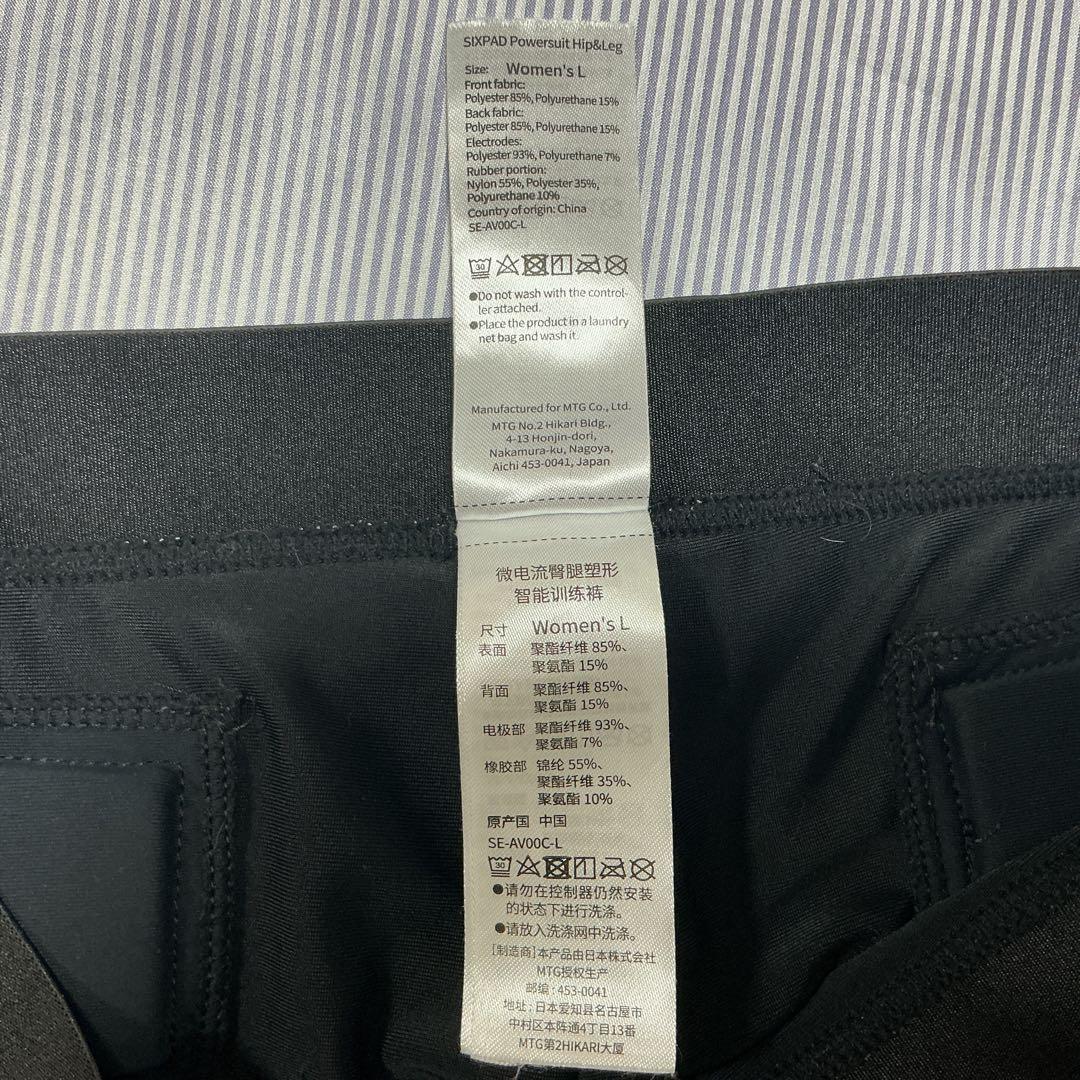 SIXPAD Powersuit Hip&Leg
Size: Women's L
Front fabric:
Polyester 85%, Polyurethane 15%
Back fabric:
Polyester 85%, Polyurethane 15%
Electrodes:
Polyester 93%, Polyurethane 7%
Rubber portion:
Nylon 55%, Polyester 35%,
Polyurethane 10%
Country of origin: China
SE-AV00C-L
30
●Do not wash with the control-
ler attached.
●Place the product in a laundry
net bag and wash it.
Manufactured for MTG Co., Ltd.
MTG No.2 Hikari Bldg.,
4-13 Honjin-dori,
Nakamura-ku, Nagoya,
Aichi 453-0041, Japan
微电流臀腿塑形
智能训练裤
尺寸 Women's L
表面 聚酯纤维 85%、
聚氨酯 15%
背面 聚酯纤维 85%、
聚氨酯 15%
电极部 聚酯纤维 93%、
聚氨酯 7%
橡胶部 锦纶 55%、
聚酯纤维 35%、
聚氨酯 10%
原产国 中国
SE-AV00C-L
30
●请勿在控制器仍然安装
的状态下进行洗涤。
●请放入洗涤网中洗涤。
[制造商]本产品由日本株式会社
MTG授权生产
邮编：453-0041
地址：日本爱知县名古屋市
中村区本阵通4丁目13番
MTG第2HIKARI大厦